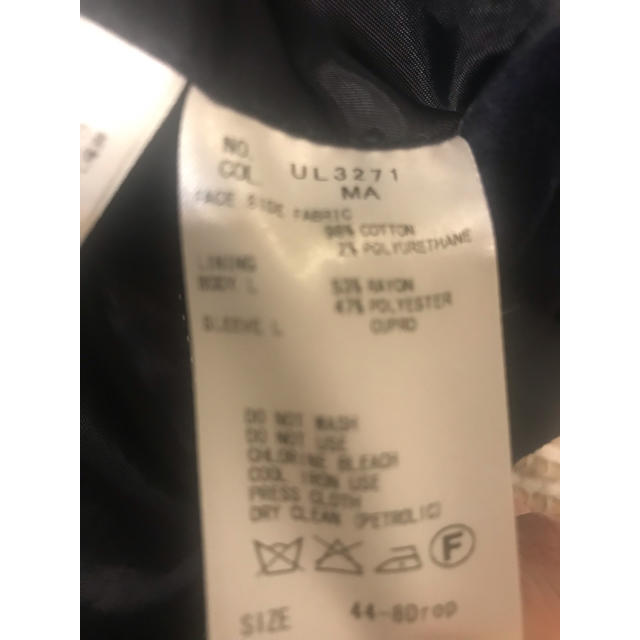 NO. UL3271
COL MA
FACE SIDE FABRIC
98% COTTON
2% POLYURETHANE
LINING
BODY L 53% RAYON
47% POLYESTER
SLEEVE L CUPRO
DO NOT WASH
DO NOT USE
CHLORINE BLEACH
COOL IRON USE
PRESS CLOTH
DRY CLEAN (PETROLIC)
F
SIZE 44-8Drop